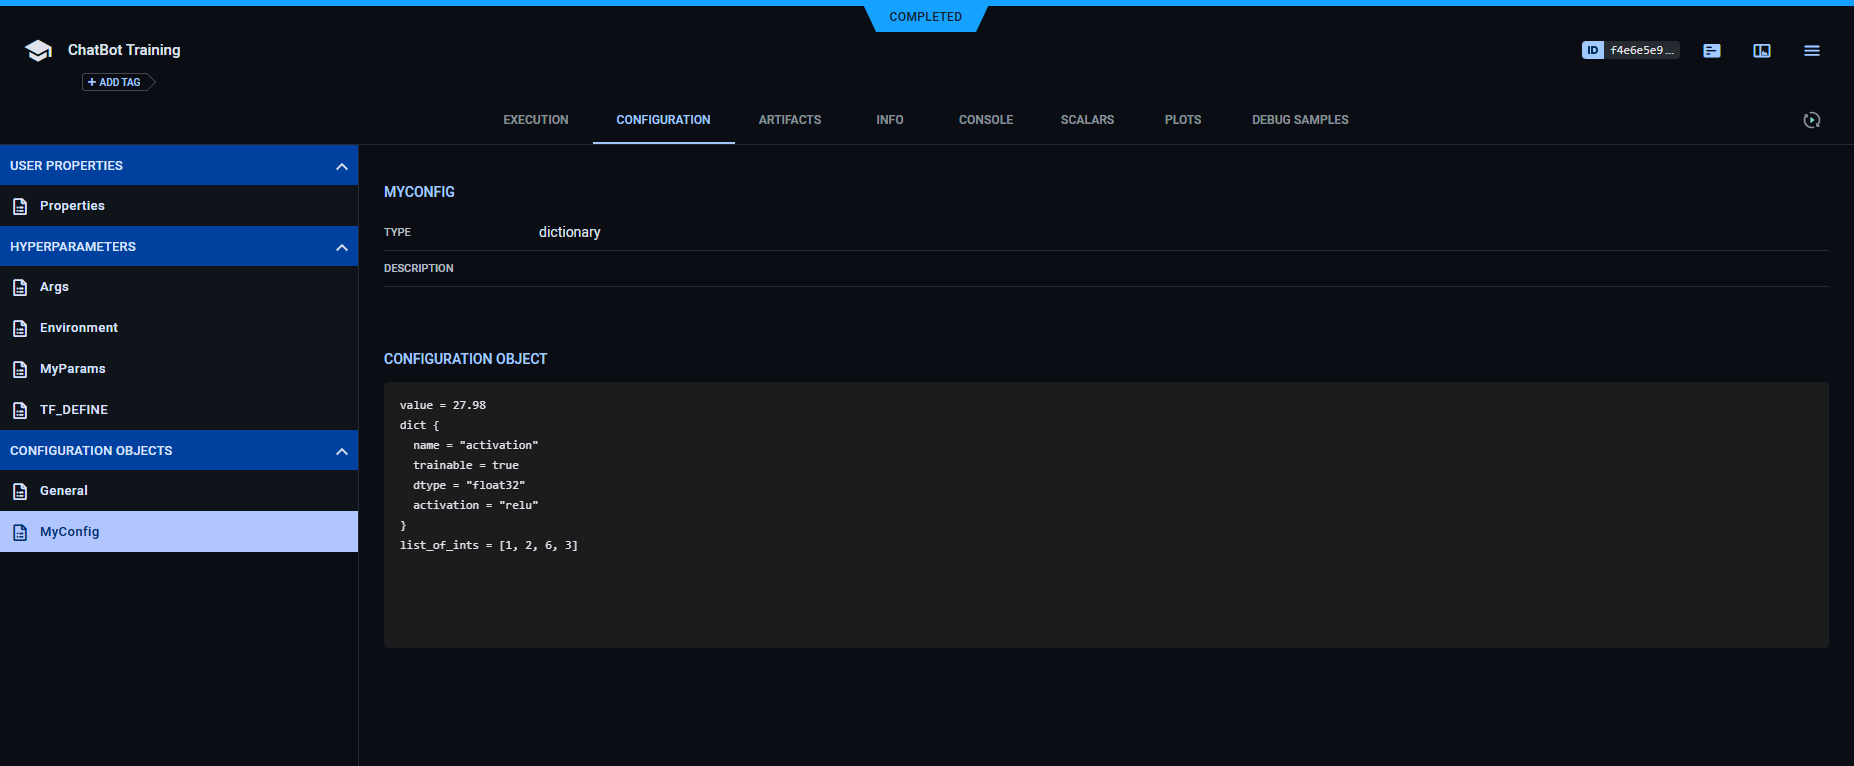 COMPLETED
ChatBot Training
ID f4e6e5e9...
+ ADD TAG
EXECUTION CONFIGURATION ARTIFACTS INFO CONSOLE SCALARS PLOTS DEBUG SAMPLES
USER PROPERTIES
Properties
HYPERPARAMETERS
Args
Environment
MyParams
TF_DEFINE
CONFIGURATION OBJECTS
General
MyConfig
MYCONFIG
TYPE dictionary
DESCRIPTION
CONFIGURATION OBJECT
value = 27.98
dict {
  name = "activation"
  trainable = true
  dtype = "float32"
  activation = "relu"
}
list_of_ints = [1, 2, 6, 3]